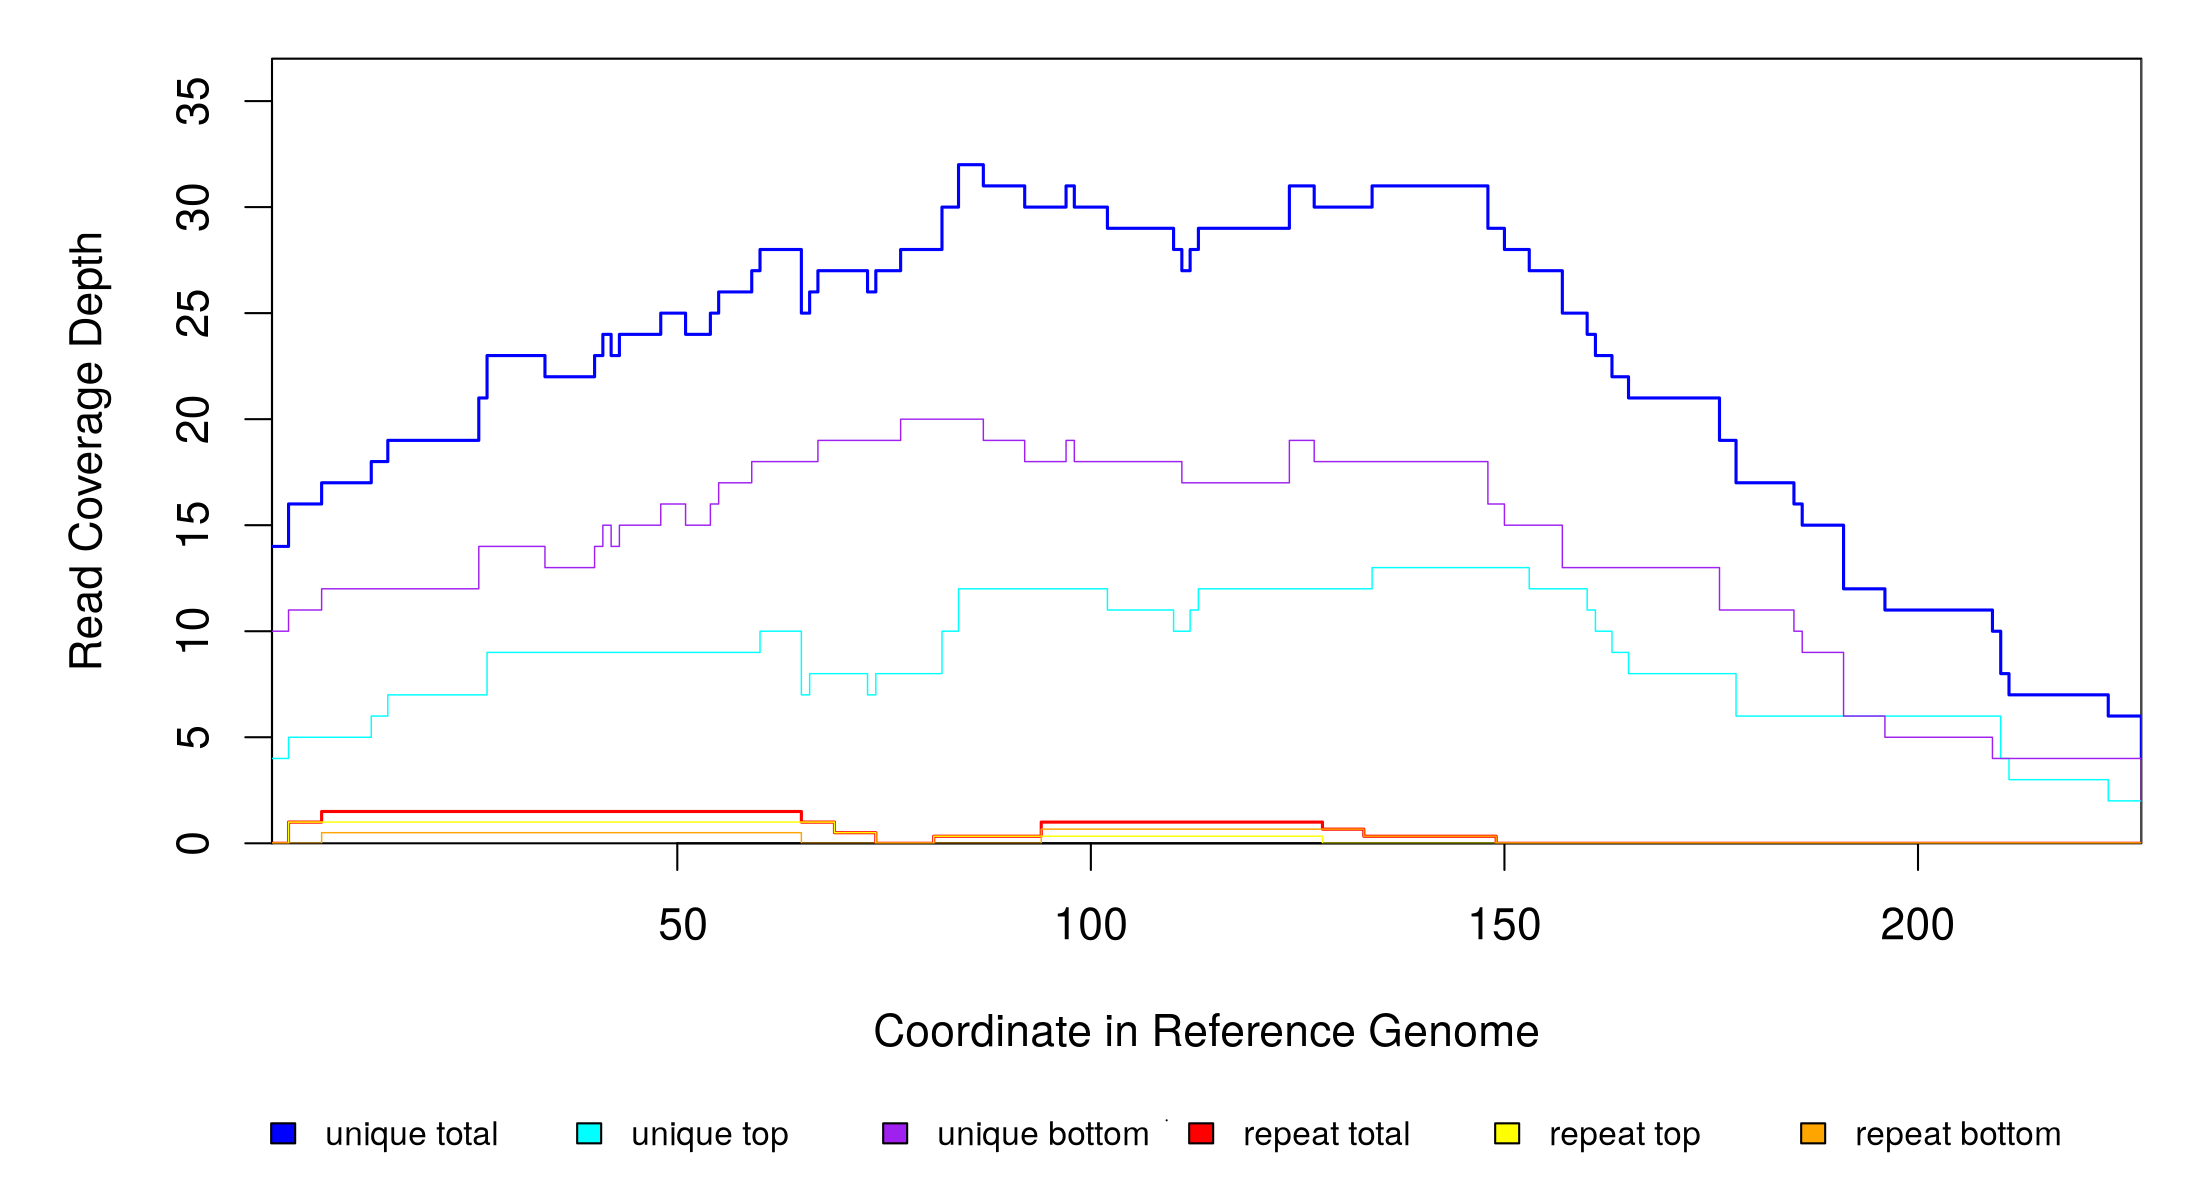 35
30
25
20
15
10
5
0
Read Coverage Depth
50 100 150 200
Coordinate in Reference Genome
unique total unique top unique bottom repeat total repeat top repeat bottom